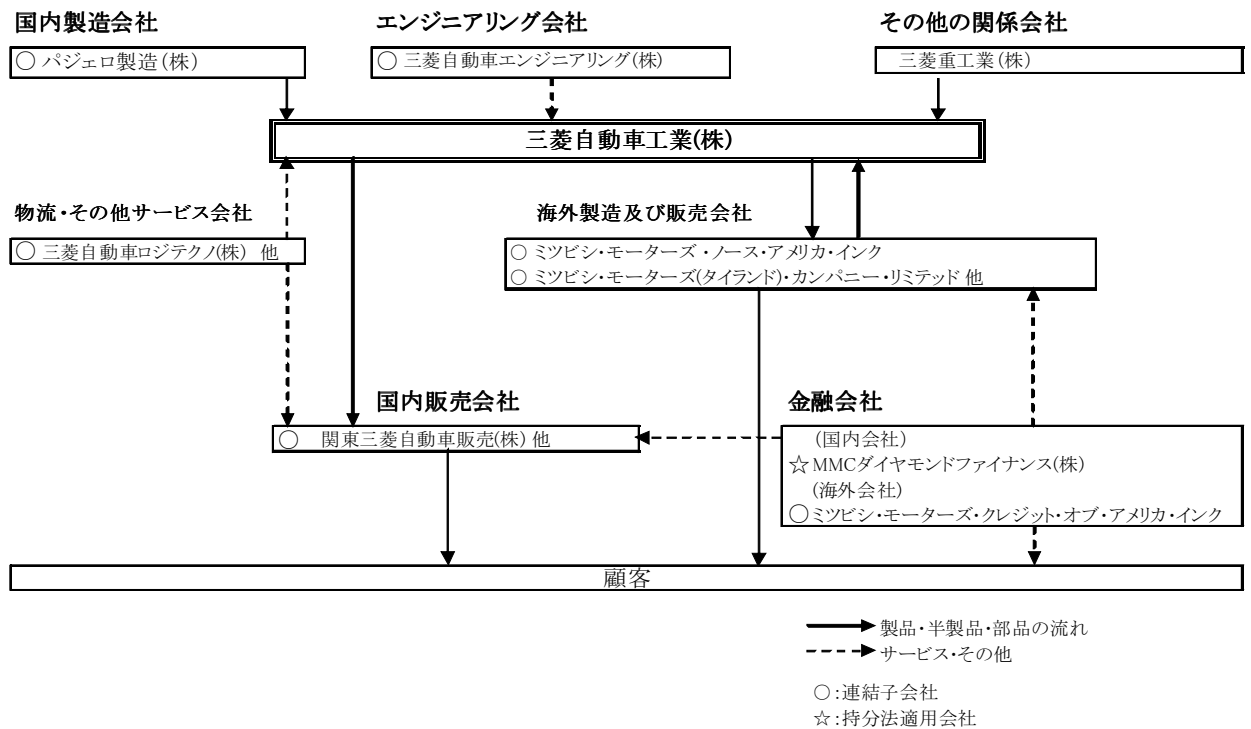 国内製造会社
エンジニアリング会社
その他の関係会社
○ パジェロ製造(株)
○ 三菱自動車エンジニアリング(株)
三菱重工業(株)
三菱自動車工業(株)
物流・その他サービス会社
海外製造及び販売会社
○ 三菱自動車ロジテクノ(株) 他
○ ミツビシ・モーターズ・ノース・アメリカ・インク
○ ミツビシ・モーターズ(タイランド)・カンパニー・リミテッド 他
国内販売会社
金融会社
○ 関東三菱自動車販売(株) 他
(国内会社)
☆MMCダイヤモンドファイナンス(株)
(海外会社)
○ミツビシ・モーターズ・クレジット・オブ・アメリカ・インク
顧客
製品・半製品・部品の流れ
サービス・その他
○:連結子会社
☆:持分法適用会社